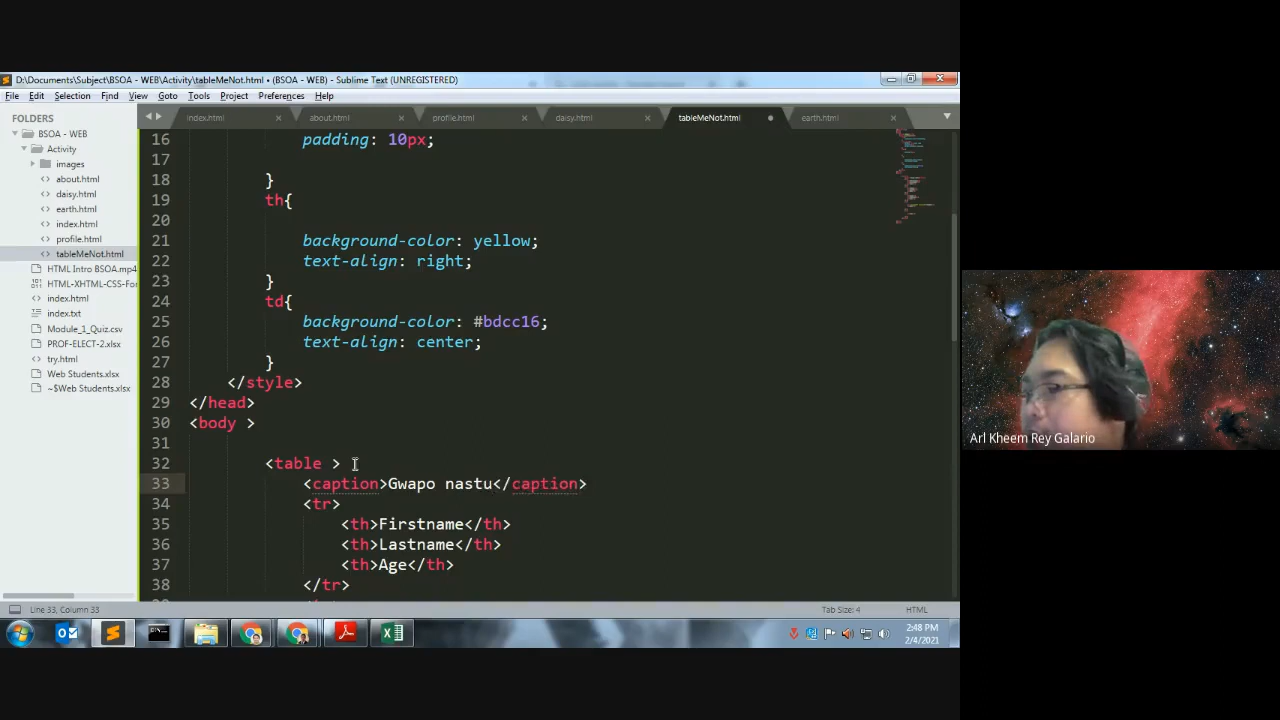 D:\Documents\Subject\BSOA - WEB\Activity\tableMeNot.html • (BSOA - WEB) - Sublime Text (UNREGISTERED)
File Edit Selection Find View Goto Tools Project Preferences Help
FOLDERS
BSOA - WEB
Activity
images
about.html
daisy.html
earth.html
index.html
profile.html
tableMeNot.html
HTML Intro BSOA.mp4
HTML-XHTML-CSS-For
index.html
index.txt
Module_1_Quiz.csv
PROF-ELECT-2.xlsx
try.html
Web Students.xlsx
~$Web Students.xlsx
index.html about.html profile.html daisy.html tableMeNot.html earth.html
16 padding: 10px;
17
18 }
19 th{
20
21 background-color: yellow;
22 text-align: right;
23 }
24 td{
25 background-color: #bdcc16;
26 text-align: center;
27 }
28 </style>
29 </head>
30 <body >
31
32 <table >
33 <caption>Gwapo nastu</caption>
34 <tr>
35 <th>Firstname</th>
36 <th>Lastname</th>
37 <th>Age</th>
38 </tr>
Line 33, Column 33
Tab Size: 4
HTML
2:48 PM
2/4/2021
Arl Kheem Rey Galario